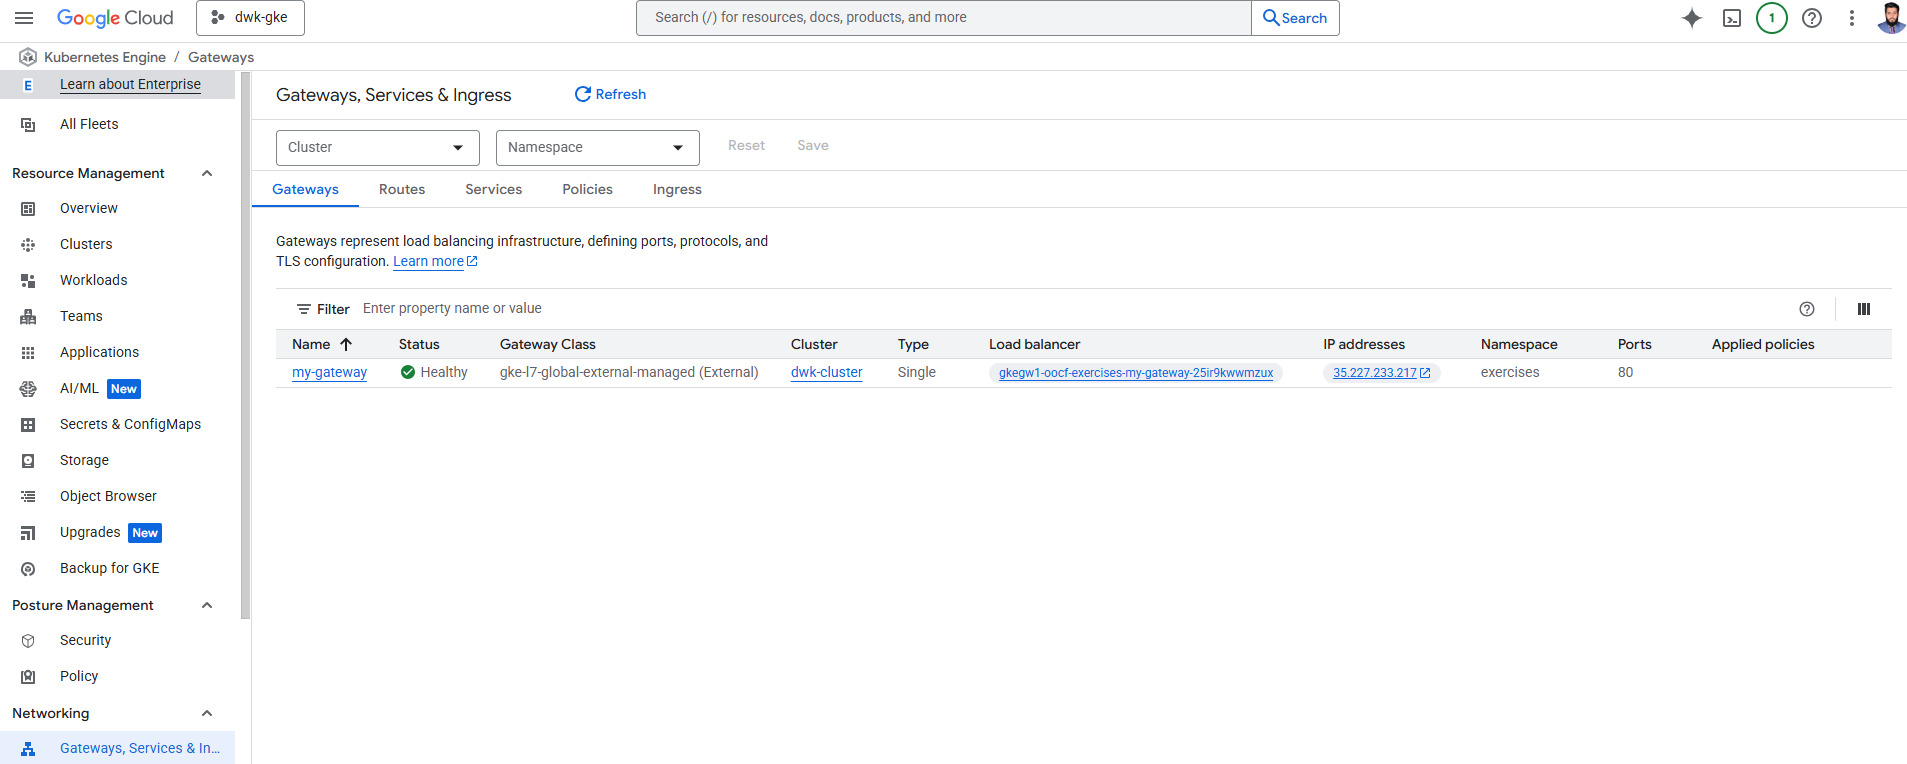 Google Cloud
dwk-gke
Search (/) for resources, docs, products, and more
Search
1
Kubernetes Engine / Gateways
E Learn about Enterprise
All Fleets
Resource Management
Overview
Clusters
Workloads
Teams
Applications
AI/ML New
Secrets & ConfigMaps
Storage
Object Browser
Upgrades New
Backup for GKE
Posture Management
Security
Policy
Networking
Gateways, Services & In...
Gateways, Services & Ingress
Refresh
Cluster
Namespace
Reset
Save
Gateways Routes Services Policies Ingress
Gateways represent load balancing infrastructure, defining ports, protocols, and
TLS configuration. Learn more
Filter Enter property name or value
Name Status Gateway Class Cluster Type Load balancer IP addresses Namespace Ports Applied policies
my-gateway Healthy gke-l7-global-external-managed (External) dwk-cluster Single gkegw1-oocf-exercises-my-gateway-25ir9kwwmzux 35.227.233.217 exercises 80